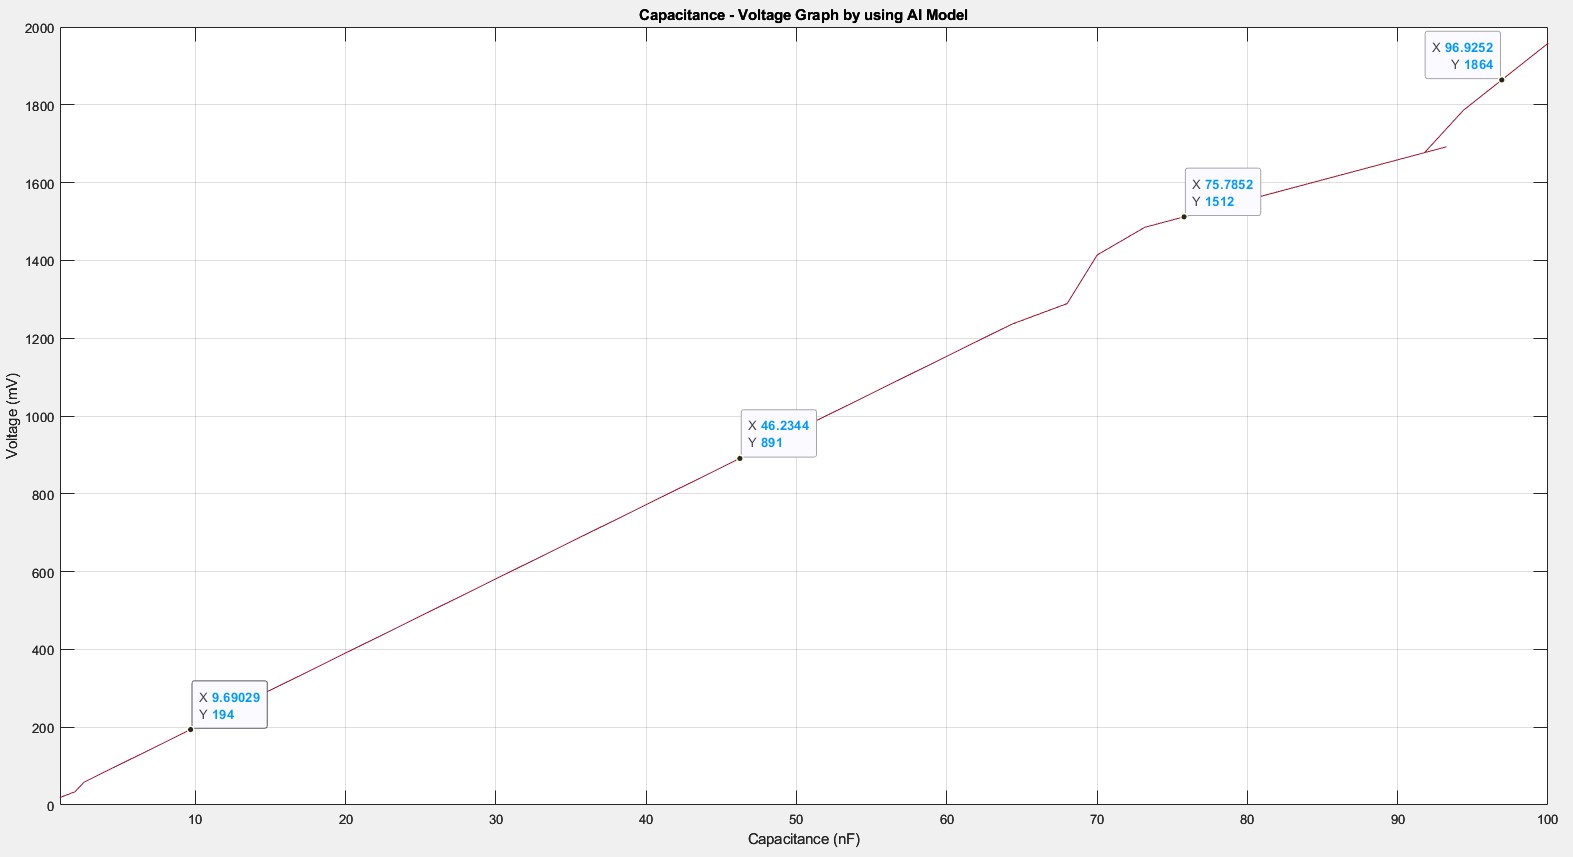 Capacitance - Voltage Graph by using AI Model
2000
1800
1600
1400
1200
1000
800
600
400
200
0
Voltage (mV)
X 96.9252
Y 1864
X 75.7852
Y 1512
X 46.2344
Y 891
X 9.69029
Y 194
10 20 30 40 50 60 70 80 90 100
Capacitance (nF)